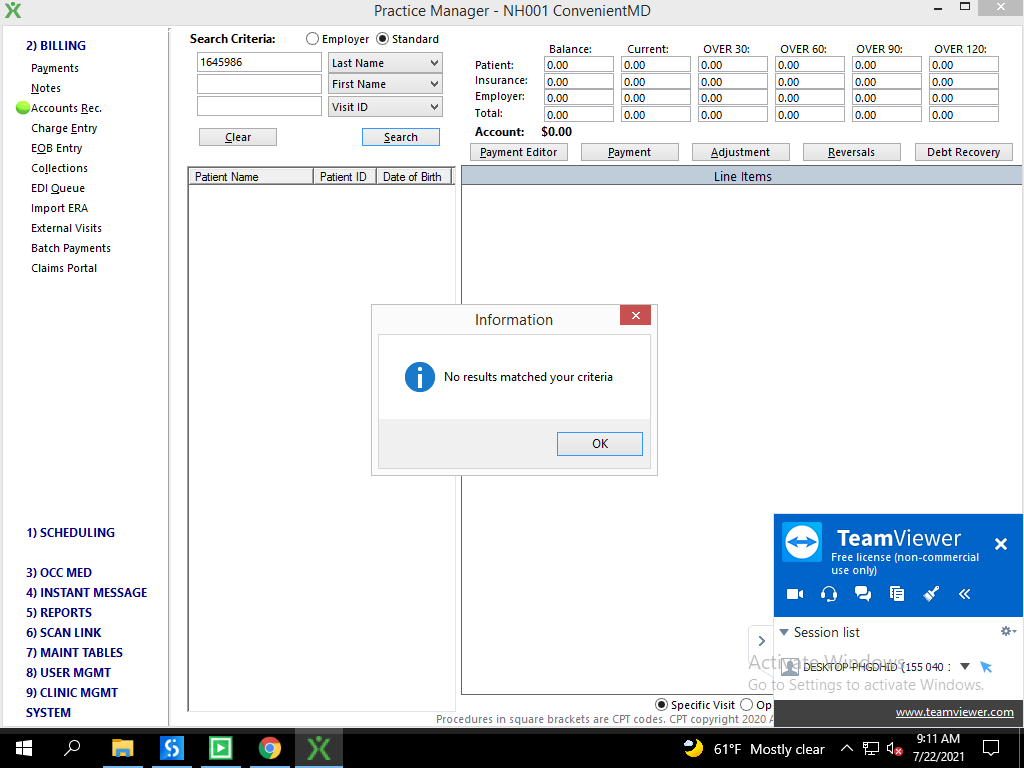 Practice Manager - NH001 ConvenientMD
2) BILLING
Payments
Notes
Accounts Rec.
Charge Entry
EOB Entry
Collections
EDI Queue
Import ERA
External Visits
Batch Payments
Claims Portal
1) SCHEDULING
3) OCC MED
4) INSTANT MESSAGE
5) REPORTS
6) SCAN LINK
7) MAINT TABLES
8) USER MGMT
9) CLINIC MGMT
SYSTEM
Search Criteria: Employer Standard
1645986 Last Name
First Name
Visit ID
Clear Search
Balance: Current: OVER 30: OVER 60: OVER 90: OVER 120:
Patient: 0.00 0.00 0.00 0.00 0.00 0.00
Insurance: 0.00 0.00 0.00 0.00 0.00 0.00
Employer: 0.00 0.00 0.00 0.00 0.00 0.00
Total: 0.00 0.00 0.00 0.00 0.00 0.00
Account: $0.00
Payment Editor Payment Adjustment Reversals Debt Recovery
Patient Name Patient ID Date of Birth
Line Items
Information
No results matched your criteria
OK
TeamViewer
Free license (non-commercial
use only)
Session list
DESKTOP-PHGDHID (155 040 :
www.teamviewer.com
Activate Windows
Go to Settings to activate Windows.
Specific Visit Op
Procedures in square brackets are CPT codes. CPT copyright 2020 A
61°F Mostly clear
9:11 AM
7/22/2021